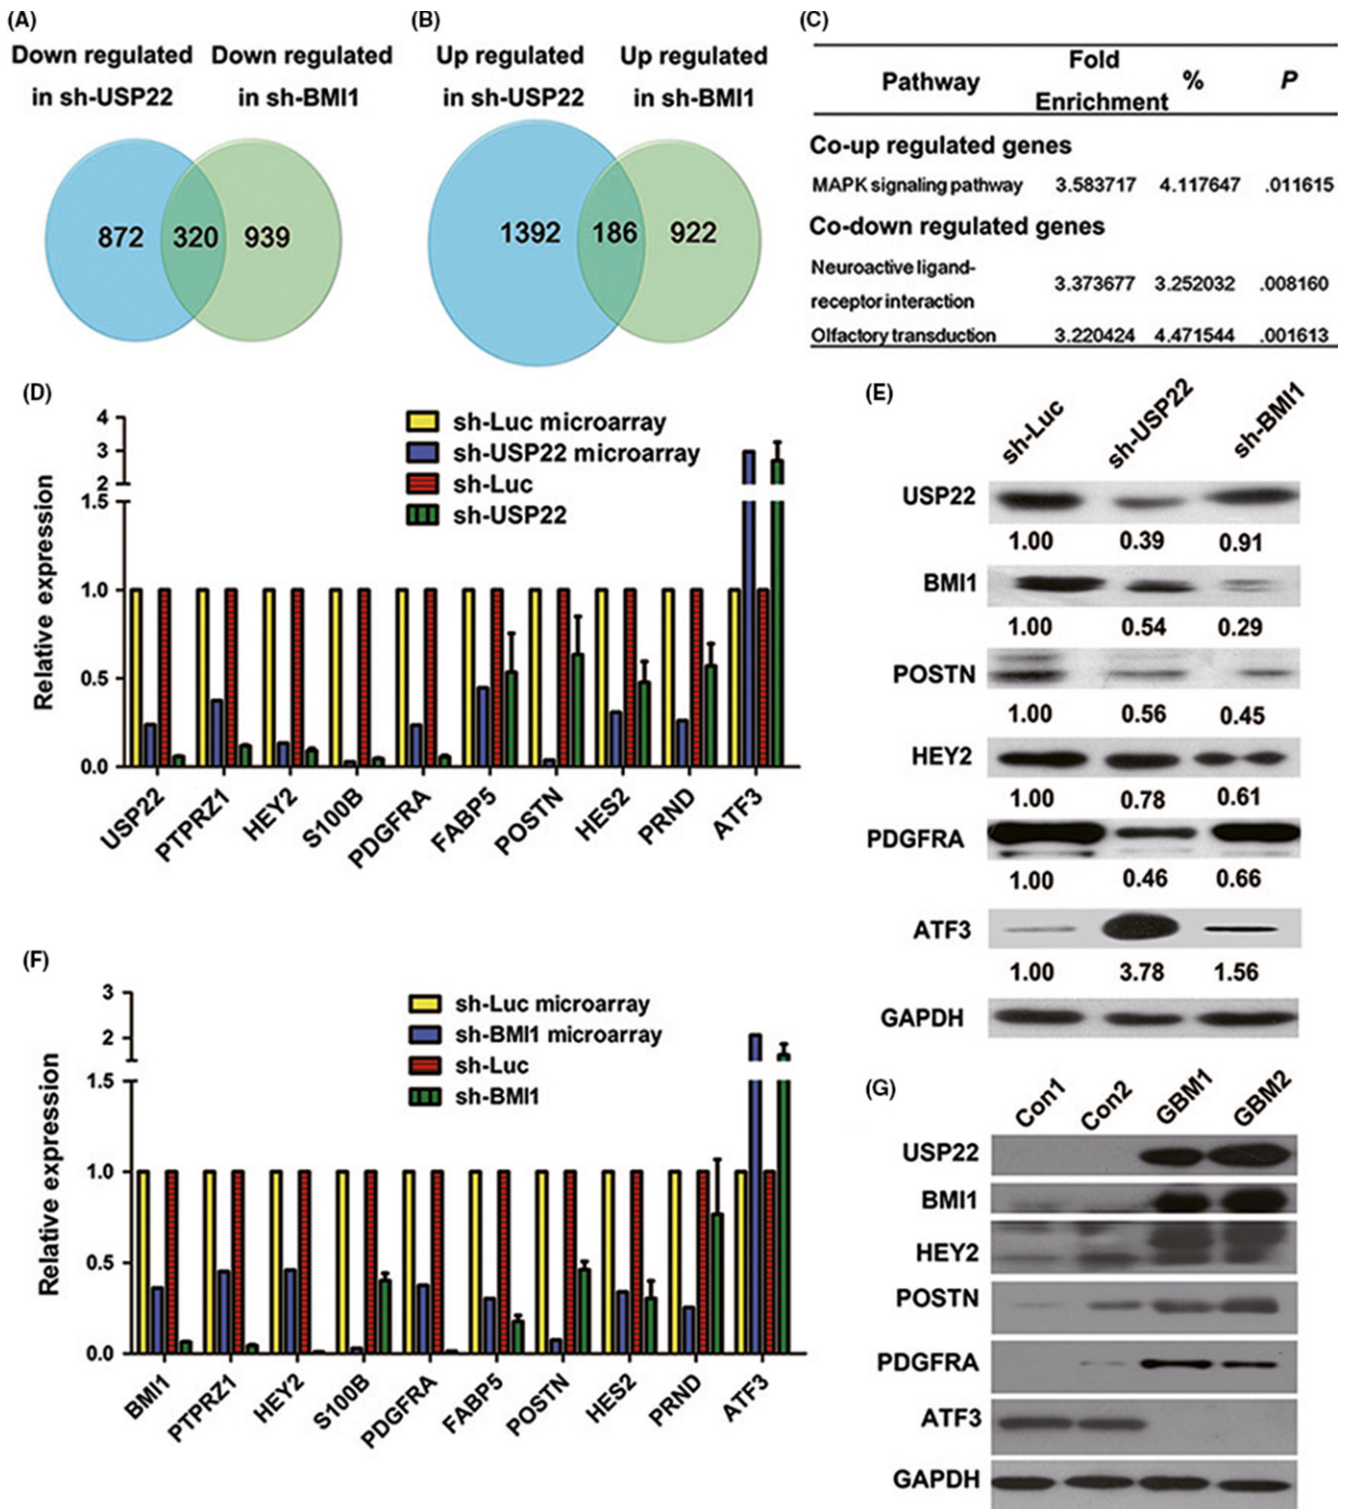 (A)
Down regulated
in sh-USP22
Down regulated
in sh-BMI1
872
320
939
(B)
Up regulated
in sh-USP22
Up regulated
in sh-BMI1
1392
186
922
(C)
Pathway
Fold
Enrichment
%
P
Co-up regulated genes
MAPK signaling pathway 3.583717 4.117647 .011615
Co-down regulated genes
Neuroactive ligand-
receptor interaction
3.373677 3.252032 .008160
Olfactory transduction 3.220424 4.471544 .001613
(D)
Relative expression
4
3
2
1.5
1.0
0.5
0.0
sh-Luc microarray
sh-USP22 microarray
sh-Luc
sh-USP22
USP22
PTPRZ1
HEY2
S100B
PDGFRA
FABP5
POSTN
HES2
PRND
ATF3
(E)
sh-Luc
sh-USP22
sh-BMI1
USP22
1.00 0.39 0.91
BMI1
1.00 0.54 0.29
POSTN
1.00 0.56 0.45
HEY2
1.00 0.78 0.61
PDGFRA
1.00 0.46 0.66
ATF3
1.00 3.78 1.56
GAPDH
(F)
Relative expression
3
2
1.5
1.0
0.5
0.0
sh-Luc microarray
sh-BMI1 microarray
sh-Luc
sh-BMI1
BMI1
PTPRZ1
HEY2
S100B
PDGFRA
FABP5
POSTN
HES2
PRND
ATF3
(G)
Con1
Con2
GBM1
GBM2
USP22
BMI1
HEY2
POSTN
PDGFRA
ATF3
GAPDH